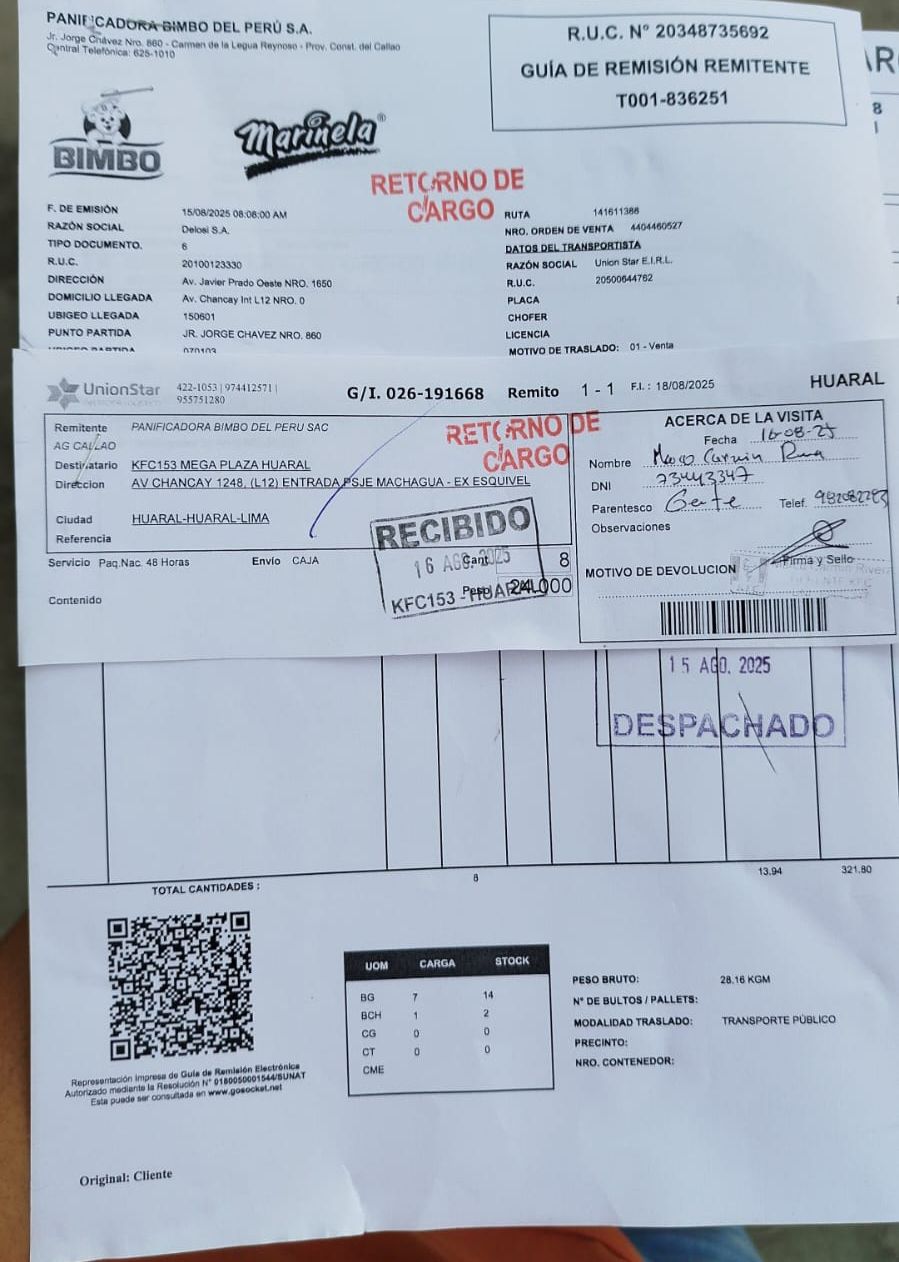 PANIFICADORA BIMBO DEL PERÚ S.A.
Jr. Jorge Chávez Nro. 860 - Carmen de la Legua Reynoso - Prov. Const. del Callao
Central Telefónica: 625-1010
R.U.C. N° 20348735692
GUÍA DE REMISIÓN REMITENTE
T001-836251
BIMBO
Marinela
RETORNO DE
CARGO
F. DE EMISIÓN 15/08/2025 08:06:00 AM
RAZÓN SOCIAL Delosi S.A.
TIPO DOCUMENTO. 6
R.U.C. 20100123330
DIRECCIÓN Av. Javier Prado Oeste NRO. 1650
DOMICILIO LLEGADA Av. Chancay Int L12 NRO. 0
UBIGEO LLEGADA 150601
PUNTO PARTIDA JR. JORGE CHAVEZ NRO. 860
RUTA 141611388
NRO. ORDEN DE VENTA 4404460527
DATOS DEL TRANSPORTISTA
RAZÓN SOCIAL Union Star E.I.R.L.
R.U.C. 20500644762
PLACA
CHOFER
LICENCIA
MOTIVO DE TRASLADO: 01 - Venta
UnionStar 422-1053 | 974412571 |
955751280
G/I. 026-191668 Remito 1 - 1 F.I.: 18/08/2025 HUARAL
Remitente PANIFICADORA BIMBO DEL PERU SAC
AG CALLAO
Destinatario KFC153 MEGA PLAZA HUARAL
Direccion AV CHANCAY 1248, (L12) ENTRADA PSJE MACHAGUA - EX ESQUIVEL
Ciudad HUARAL-HUARAL-LIMA
Referencia
RETORNO DE
CARGO
Servicio Paq.Nac. 48 Horas Envío CAJA Cant. 8
Peso 24.000
Contenido
RECIBIDO
16 AGO. 2025
KFC153 - HUARAL
ACERCA DE LA VISITA
Fecha 16-08-25
Nombre
DNI 73443347
Parentesco Gerte Telef.
Observaciones
Firma y Sello
MOTIVO DE DEVOLUCION
15 AGO. 2025
DESPACHADO
TOTAL CANTIDADES : 8 13.94 321.80
UOM CARGA STOCK
BG 7 14
BCH 1 2
CG 0 0
CT 0 0
CME
PESO BRUTO: 28.16 KGM
N° DE BULTOS / PALLETS:
MODALIDAD TRASLADO: TRANSPORTE PÚBLICO
PRECINTO:
NRO. CONTENEDOR:
Representación Impresa de Guía de Remisión Electrónica
Autorizado mediante la Resolución N° 0180050001544/SUNAT
Esta puede ser consultada en www.gosocket.net
Original: Cliente